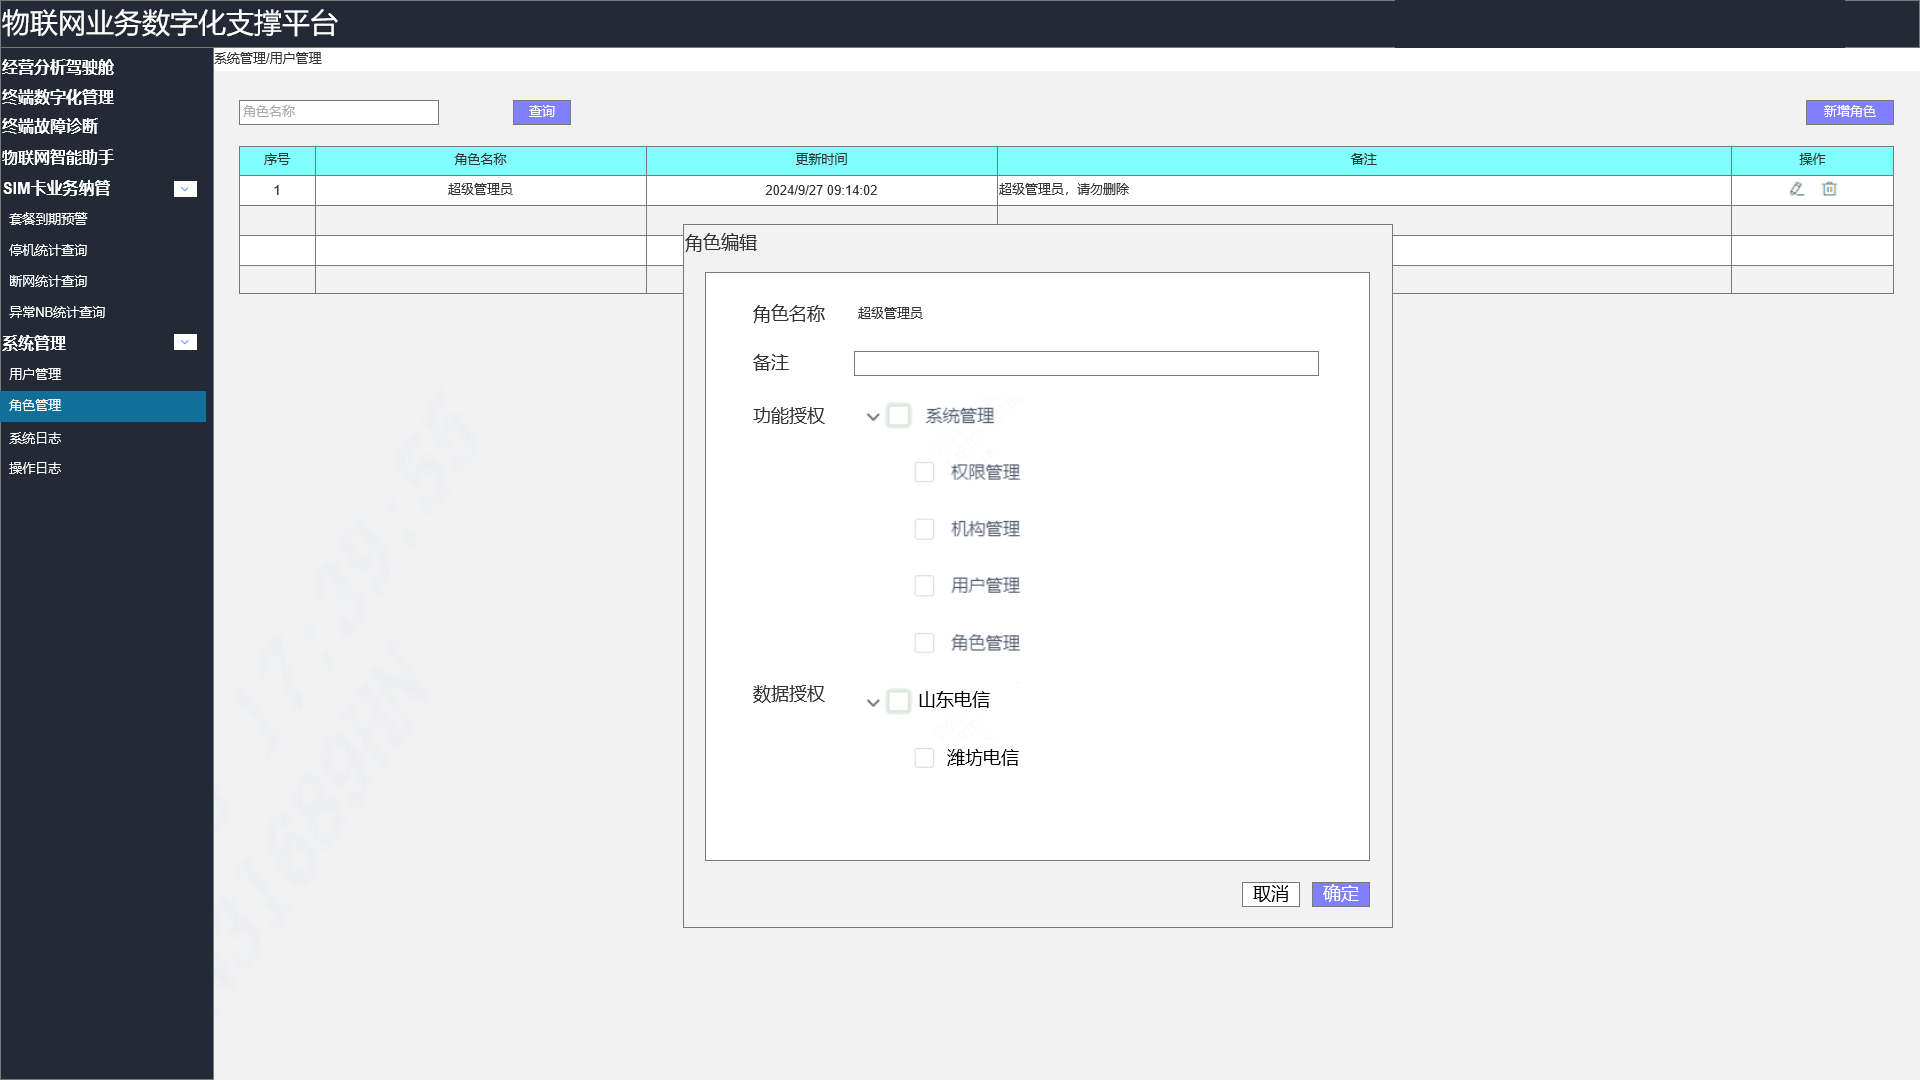 物联网业务数字化支撑平台
经营分析驾驶舱
终端数字化管理
终端故障诊断
物联网智能助手
SIM卡业务纳管
套餐到期预警
停机统计查询
断网统计查询
异常NB统计查询
系统管理
用户管理
角色管理
系统日志
操作日志
系统管理/用户管理
角色名称 查询 新增角色
序号 角色名称 更新时间 备注 操作
1 超级管理员 2024/9/27 09:14:02 超级管理员，请勿删除
角色编辑
角色名称 超级管理员
备注
功能授权 系统管理
权限管理
机构管理
用户管理
角色管理
数据授权 山东电信
潍坊电信
取消 确定
17:39:55
31689HN